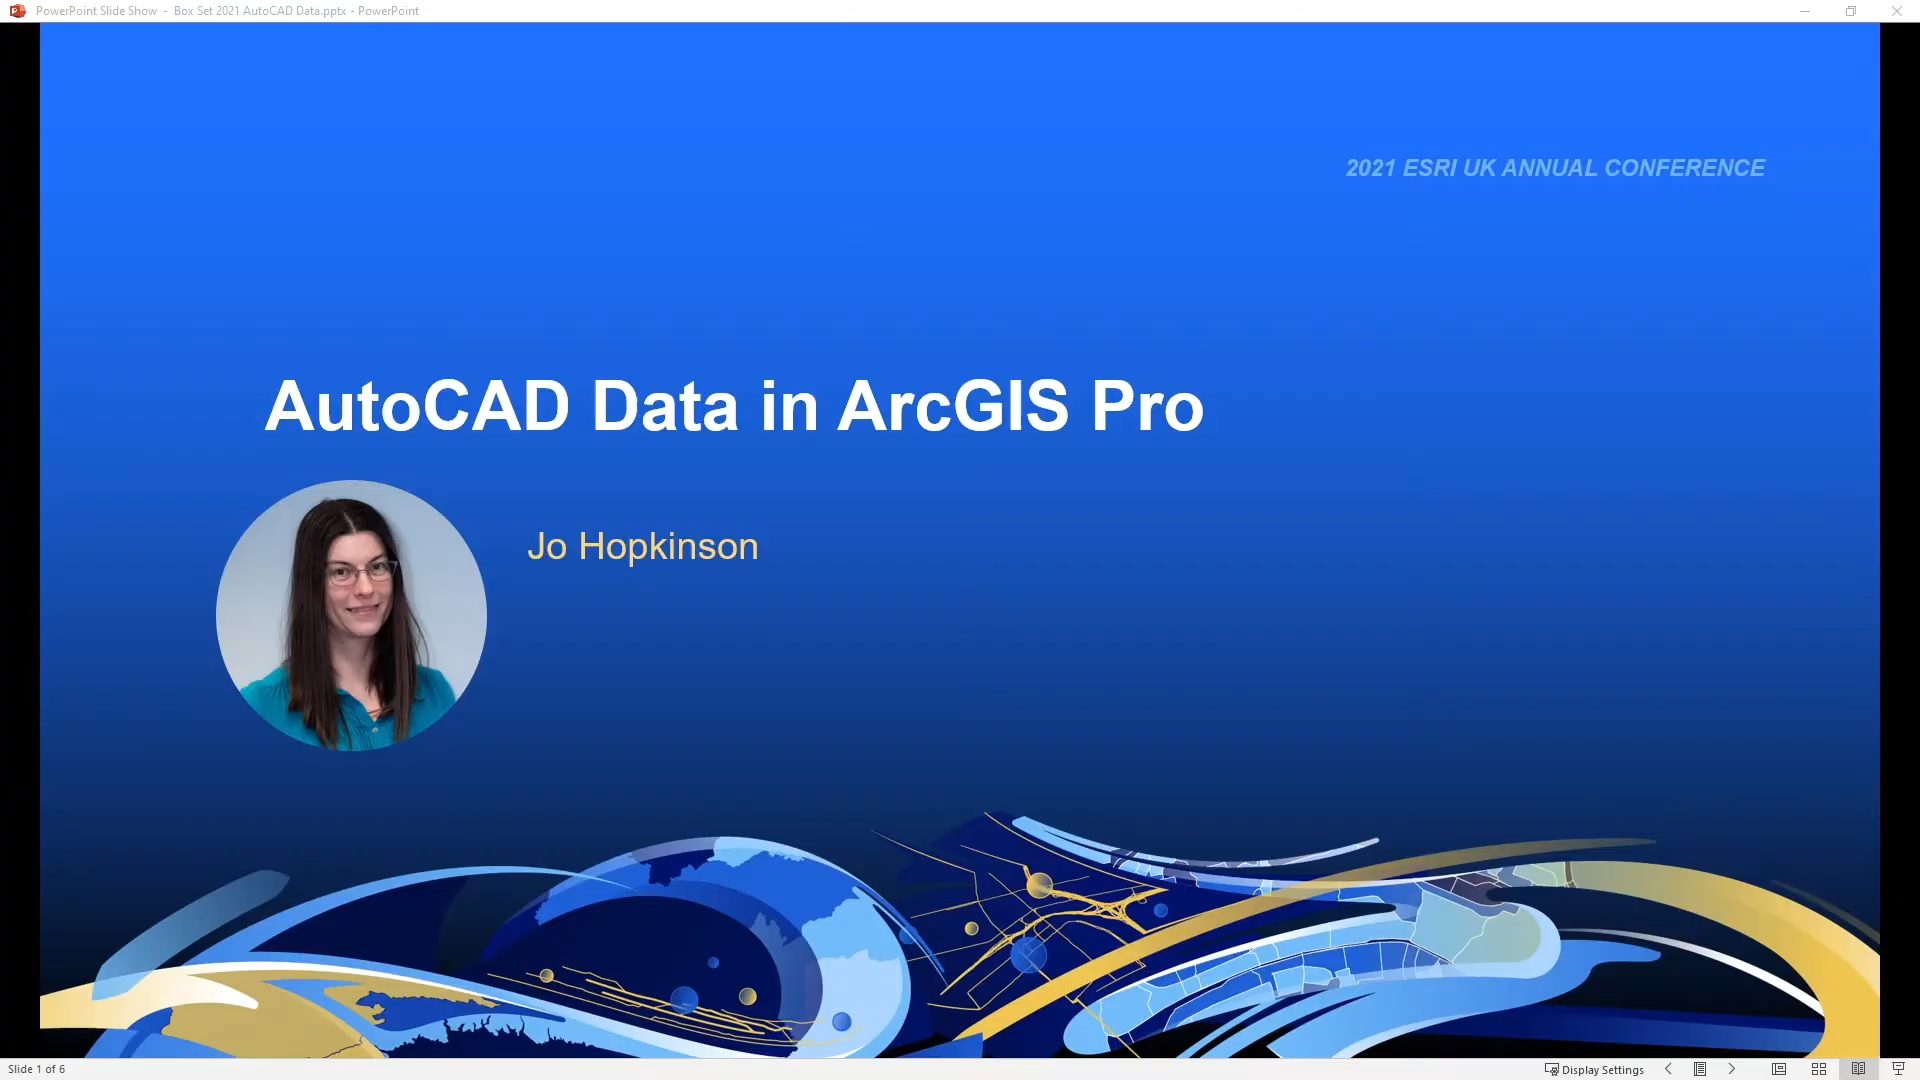 PowerPoint Slide Show - Box Set 2021 AutoCAD Data.pptx - PowerPoint
2021 ESRI UK ANNUAL CONFERENCE
AutoCAD Data in ArcGIS Pro
Jo Hopkinson
Slide 1 of 6
Display Settings